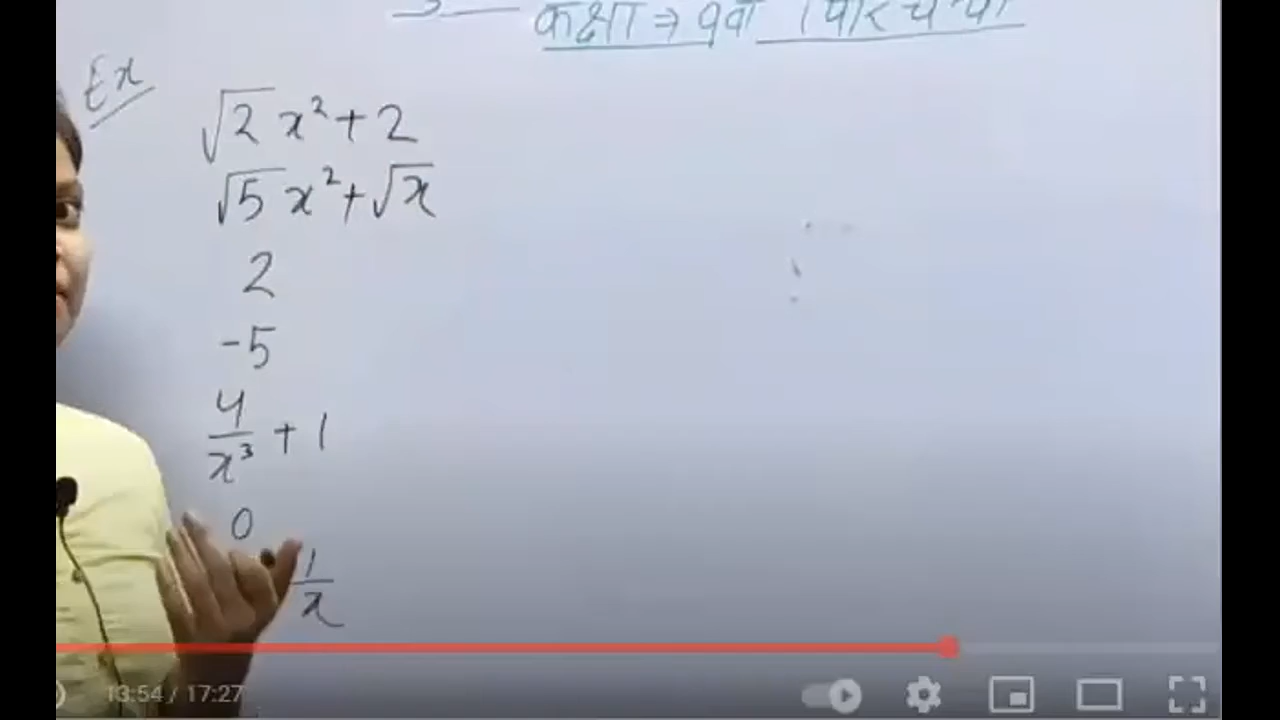 कक्षा ⇒ 9वी
Ex
√2 x² + 2
√5 x² + √x
2
-5
4/x³ + 1
0
1/x
13:54 / 17:27